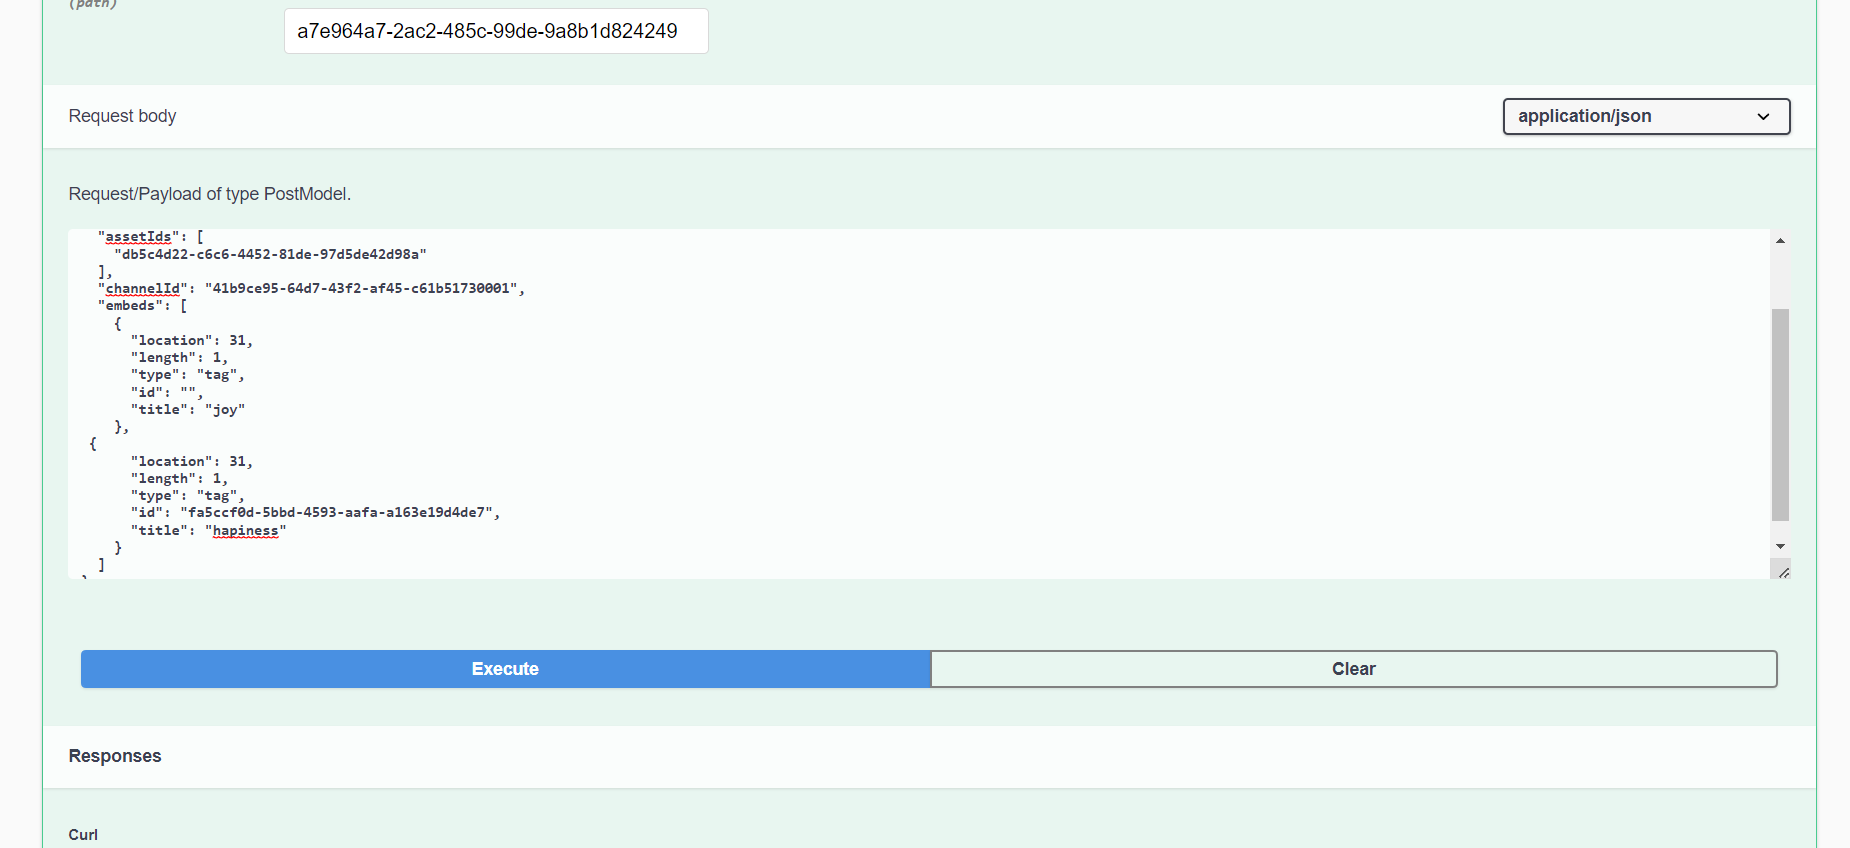 (path)
a7e964a7-2ac2-485c-99de-9a8b1d824249
Request body
application/json
Request/Payload of type PostModel.
"assetIds": [
"db5c4d22-c6c6-4452-81de-97d5de42d98a"
],
"channelId": "41b9ce95-64d7-43f2-af45-c61b51730001",
"embeds": [
{
"location": 31,
"length": 1,
"type": "tag",
"id": "",
"title": "joy"
},
{
"location": 31,
"length": 1,
"type": "tag",
"id": "fa5ccf0d-5bbd-4593-aafa-a163e19d4de7",
"title": "hapiness"
}
]
Execute
Clear
Responses
Curl